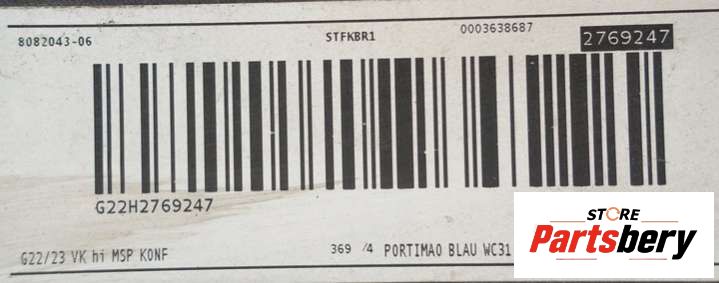 8082043-06 STFKBR1 0003638687 2769247
G22H2769247
G22/23 VK hi MSP KONF 369 /4 PORTIMAO BLAU WC31
STORE
Partsbery